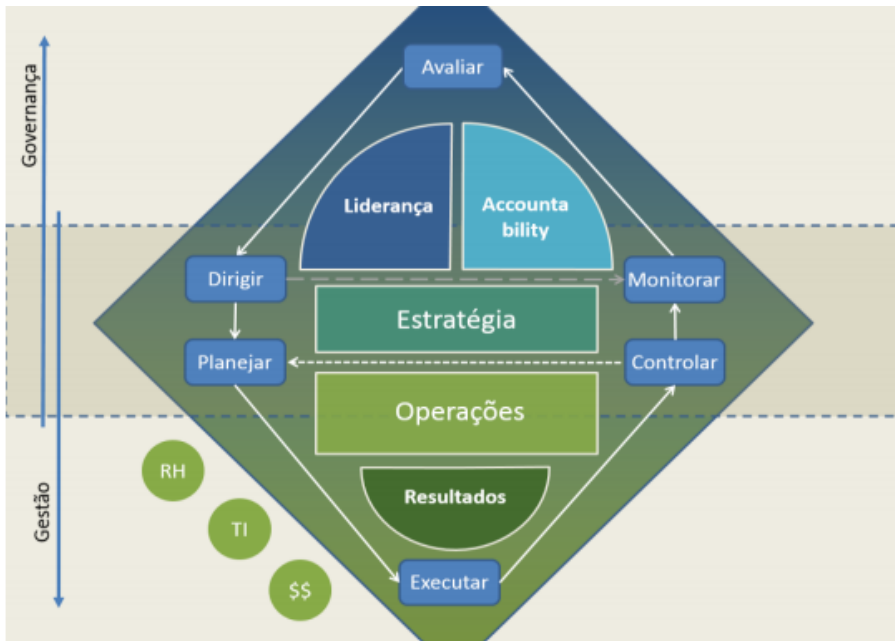 Governança
Gestão
Avaliar
Liderança
Accounta
bility
Dirigir
Monitorar
Estratégia
Planejar
Controlar
Operações
RH
Resultados
TI
Executar
$$